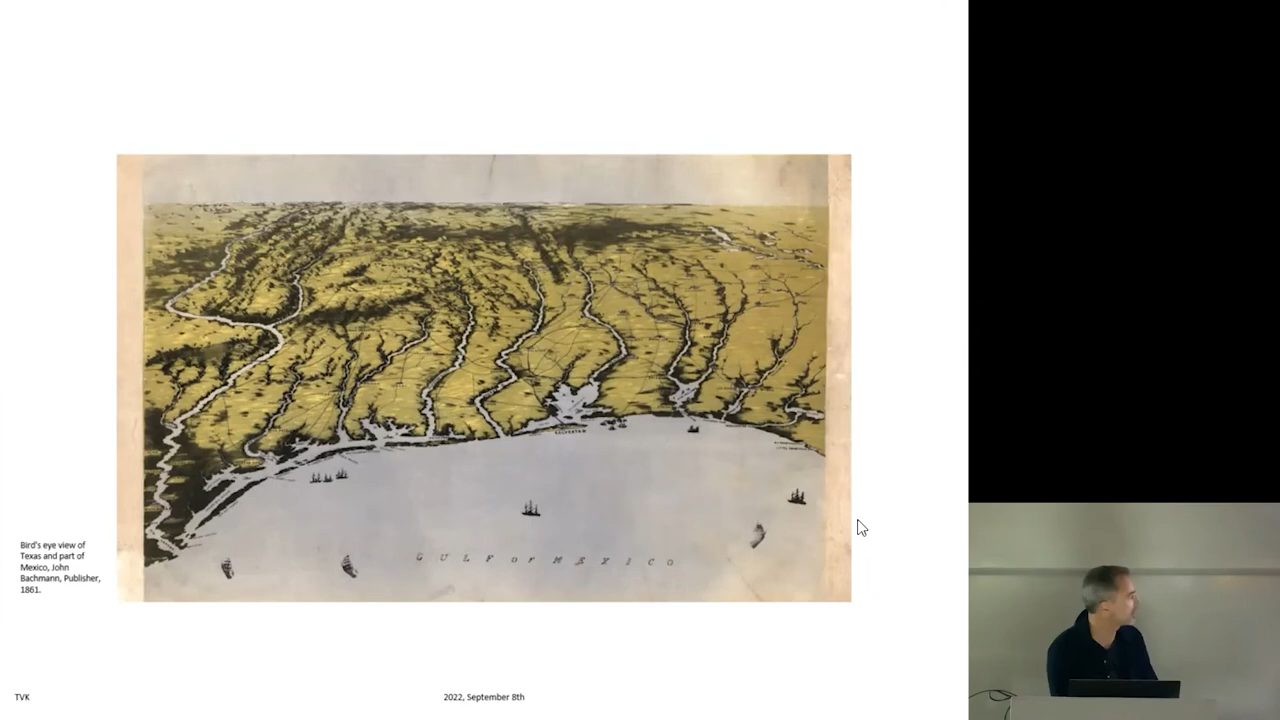 GALVESTON
GULF OF MEXICO
Bird's eye view of
Texas and part of
Mexico, John
Bachmann, Publisher,
1861.
TVK
2022, September 8th